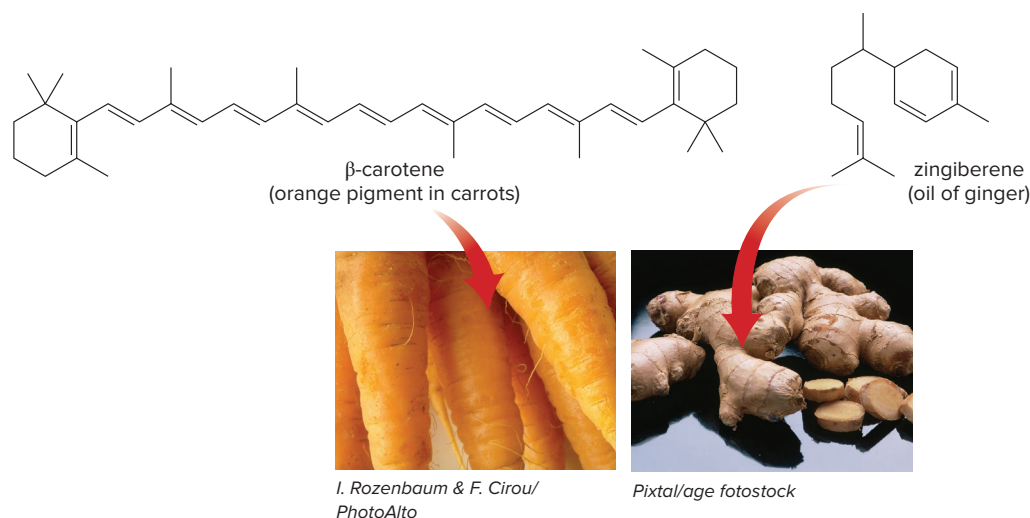 β-carotene
(orange pigment in carrots)
zingiberene
(oil of ginger)
I. Rozenbaum & F. Cirou/
PhotoAlto
Pixtal/age fotostock